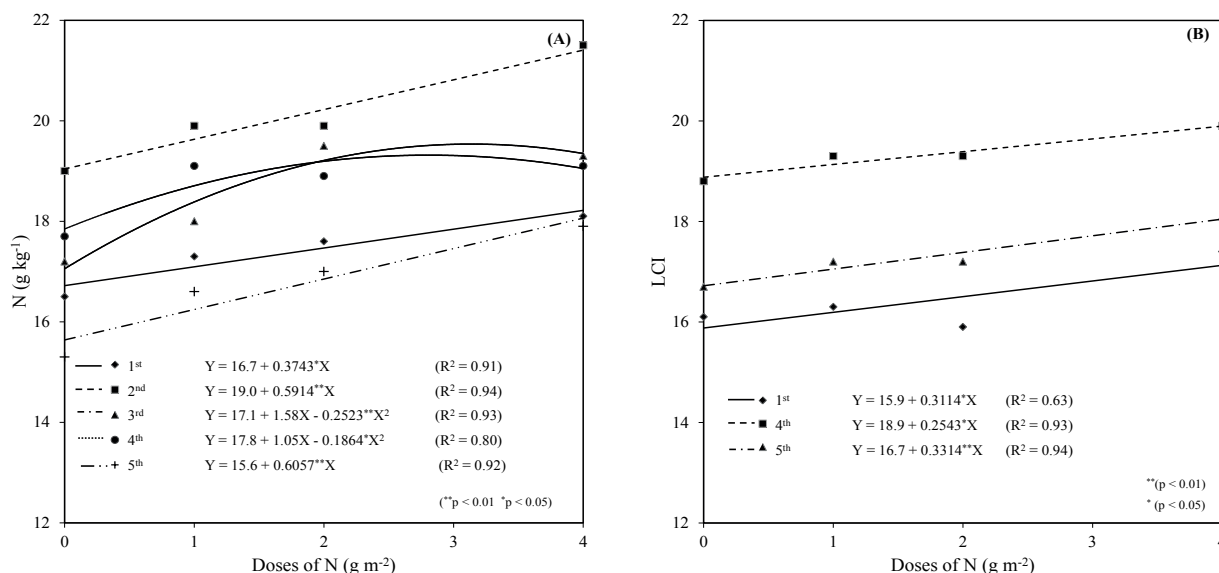 (A)
22
20
18
16
14
12
N (g kg-1)
1st Y = 16.7 + 0.3743*X (R2 = 0.91)
2nd Y = 19.0 + 0.5914**X (R2 = 0.94)
3rd Y = 17.1 + 1.58X - 0.2523**X2 (R2 = 0.93)
4th Y = 17.8 + 1.05X - 0.1864*X2 (R2 = 0.80)
5th Y = 15.6 + 0.6057**X (R2 = 0.92)
(**p < 0.01 *p < 0.05)
0 1 2 3 4
Doses of N (g m-2)
(B)
22
20
18
16
14
12
LCI
1st Y = 15.9 + 0.3114*X (R2 = 0.63)
4th Y = 18.9 + 0.2543*X (R2 = 0.93)
5th Y = 16.7 + 0.3314**X (R2 = 0.94)
**(p < 0.01)
* (p < 0.05)
0 1 2 3 4
Doses of N (g m-2)